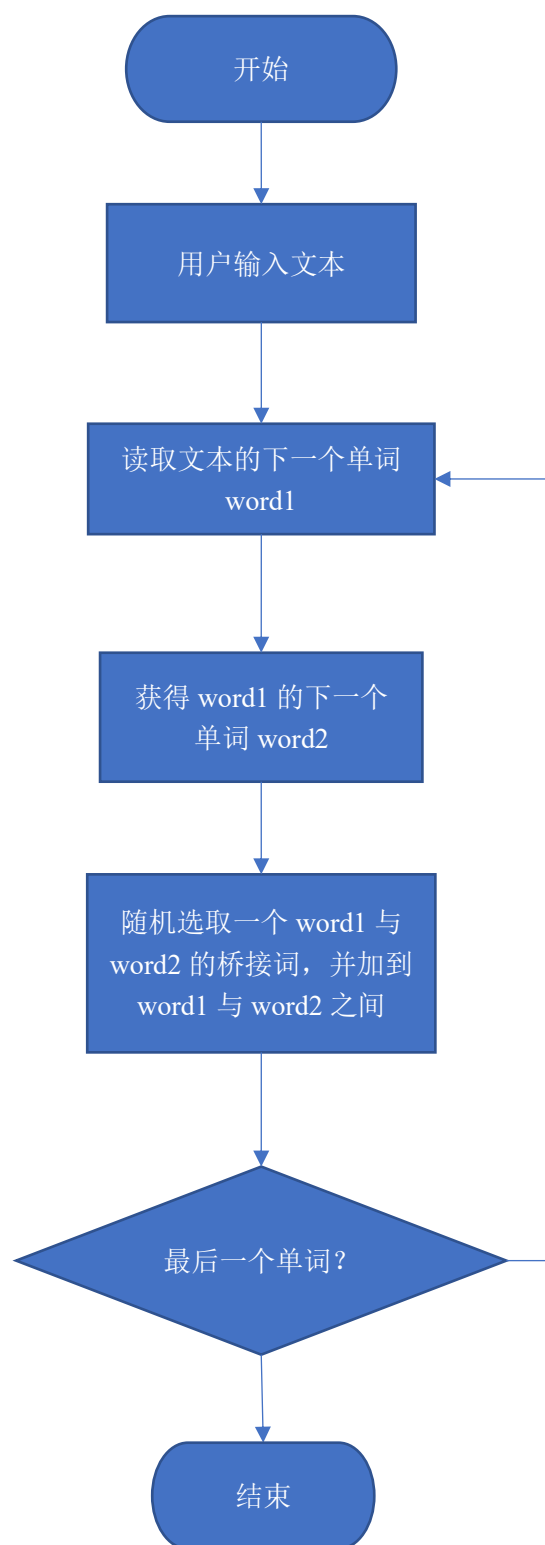 开始
用户输入文本
读取文本的下一个单词
word1
获得 word1 的下一个
单词 word2
随机选取一个 word1 与
word2 的桥接词，并加到
word1 与 word2 之间
最后一个单词？
结束